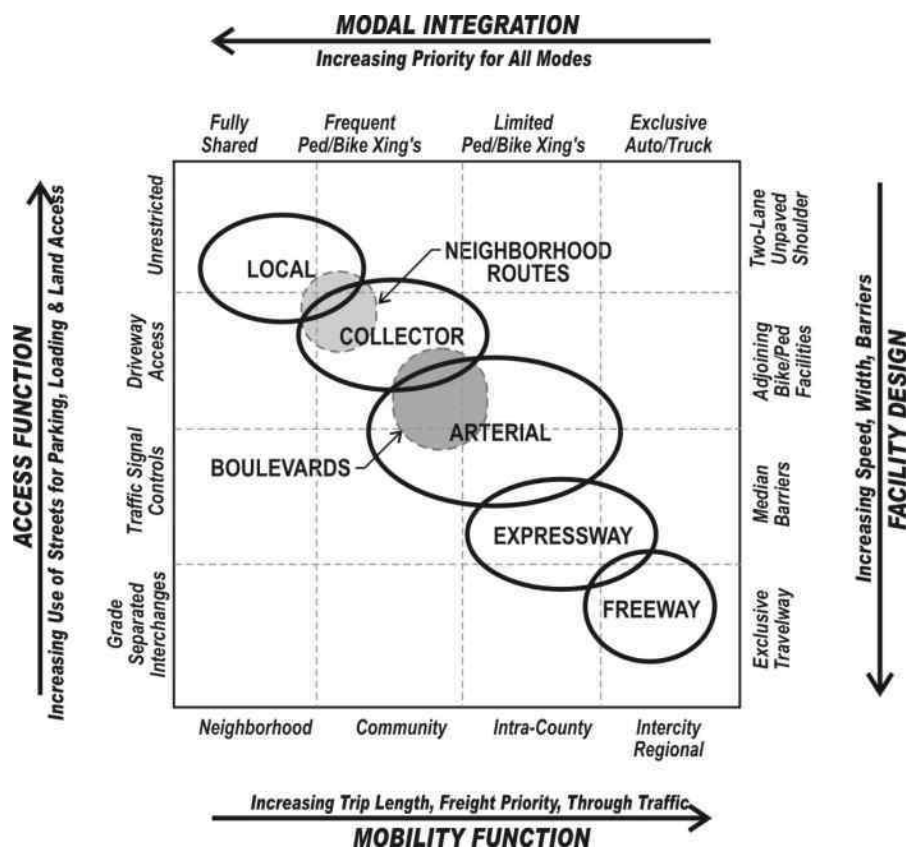 MODAL INTEGRATION
Increasing Priority for All Modes
Fully
Shared
Frequent
Ped/Bike Xing's
Limited
Ped/Bike Xing's
Exclusive
Auto/Truck
ACCESS FUNCTION
Increasing Use of Streets for Parking, Loading & Land Access
Unrestricted
Driveway
Access
Traffic Signal
Controls
Grade
Separated
Interchanges
LOCAL
NEIGHBORHOOD
ROUTES
COLLECTOR
ARTERIAL
BOULEVARDS
EXPRESSWAY
FREEWAY
Two-Lane
Unpaved
Shoulder
Adjoining
Bike/Ped
Facilities
Median
Barriers
Exclusive
Travelway
Increasing Speed, Width, Barriers
FACILITY DESIGN
Neighborhood
Community
Intra-County
Intercity
Regional
Increasing Trip Length, Freight Priority, Through Traffic
MOBILITY FUNCTION